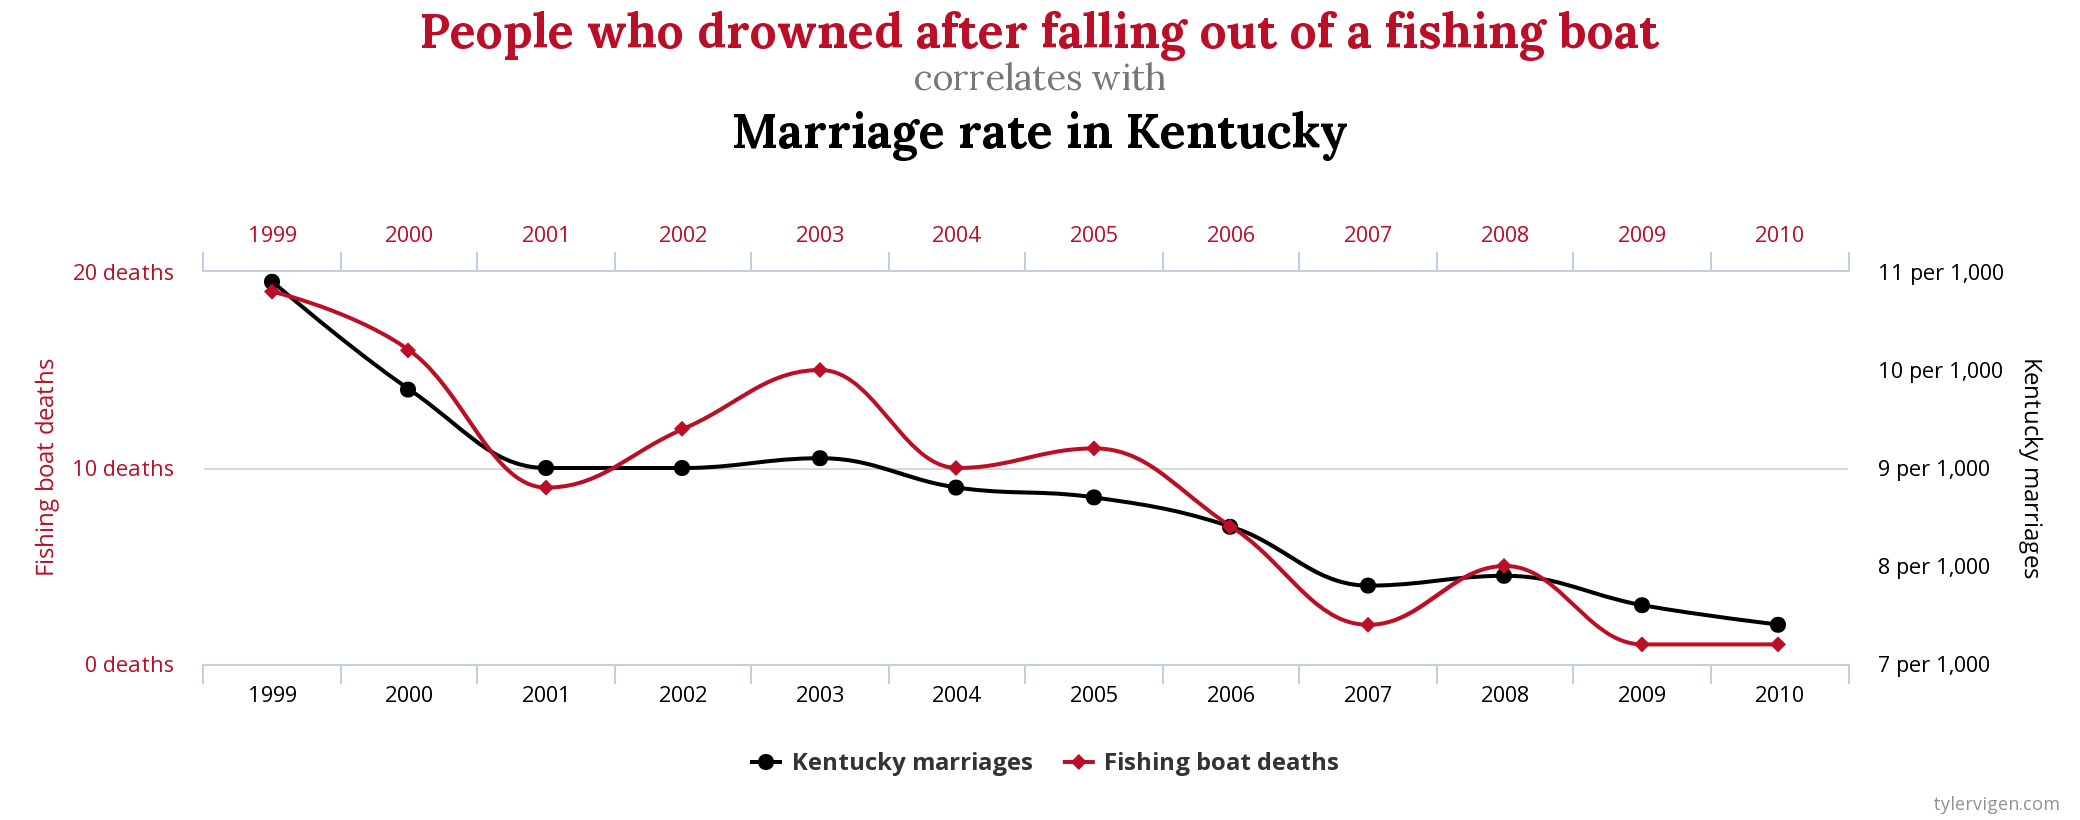 People who drowned after falling out of a fishing boat
correlates with
Marriage rate in Kentucky
1999 2000 2001 2002 2003 2004 2005 2006 2007 2008 2009 2010
20 deaths 11 per 1,000
10 per 1,000
10 deaths 9 per 1,000
8 per 1,000
0 deaths 7 per 1,000
Fishing boat deaths
Kentucky marriages
1999 2000 2001 2002 2003 2004 2005 2006 2007 2008 2009 2010
Kentucky marriages Fishing boat deaths
tylervigen.com